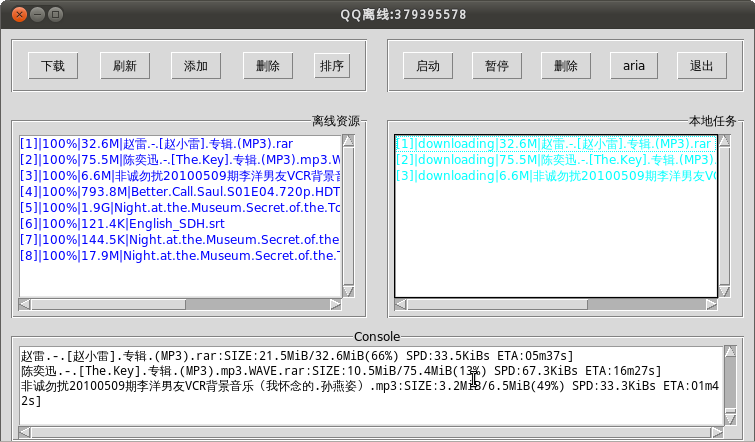 QQ离线:379395578
下载 刷新 添加 删除 排序 启动 暂停 删除 aria 退出
离线资源
[1]|100%|32.6M|赵雷.-.[赵小雷].专辑.(MP3).rar
[2]|100%|75.5M|陈奕迅.-.[The.Key].专辑.(MP3).mp3.W
[3]|100%|6.6M|非诚勿扰20100509期李洋男友VCR背景音
[4]|100%|793.8M|Better.Call.Saul.S01E04.720p.HDT
[5]|100%|1.9G|Night.at.the.Museum.Secret.of.the.To
[6]|100%|121.4K|English_SDH.srt
[7]|100%|144.5K|Night.at.the.Museum.Secret.of.the
[8]|100%|17.9M|Night.at.the.Museum.Secret.of.the.T
本地任务
[1]|downloading|32.6M|赵雷.-.[赵小雷].专辑.(MP3).rar
[2]|downloading|75.5M|陈奕迅.-.[The.Key].专辑.(MP3)
[3]|downloading|6.6M|非诚勿扰20100509期李洋男友VC
Console
赵雷.-.[赵小雷].专辑.(MP3).rar:SIZE:21.5MiB/32.6MiB(66%) SPD:33.5KiBs ETA:05m37s]
陈奕迅.-.[The.Key].专辑.(MP3).mp3.WAVE.rar:SIZE:10.5MiB/75.4MiB(13%) SPD:67.3KiBs ETA:16m27s]
非诚勿扰20100509期李洋男友VCR背景音乐（我怀念的.孙燕姿）.mp3:SIZE:3.2MiB/6.5MiB(49%) SPD:33.3KiBs ETA:01m4
2s]